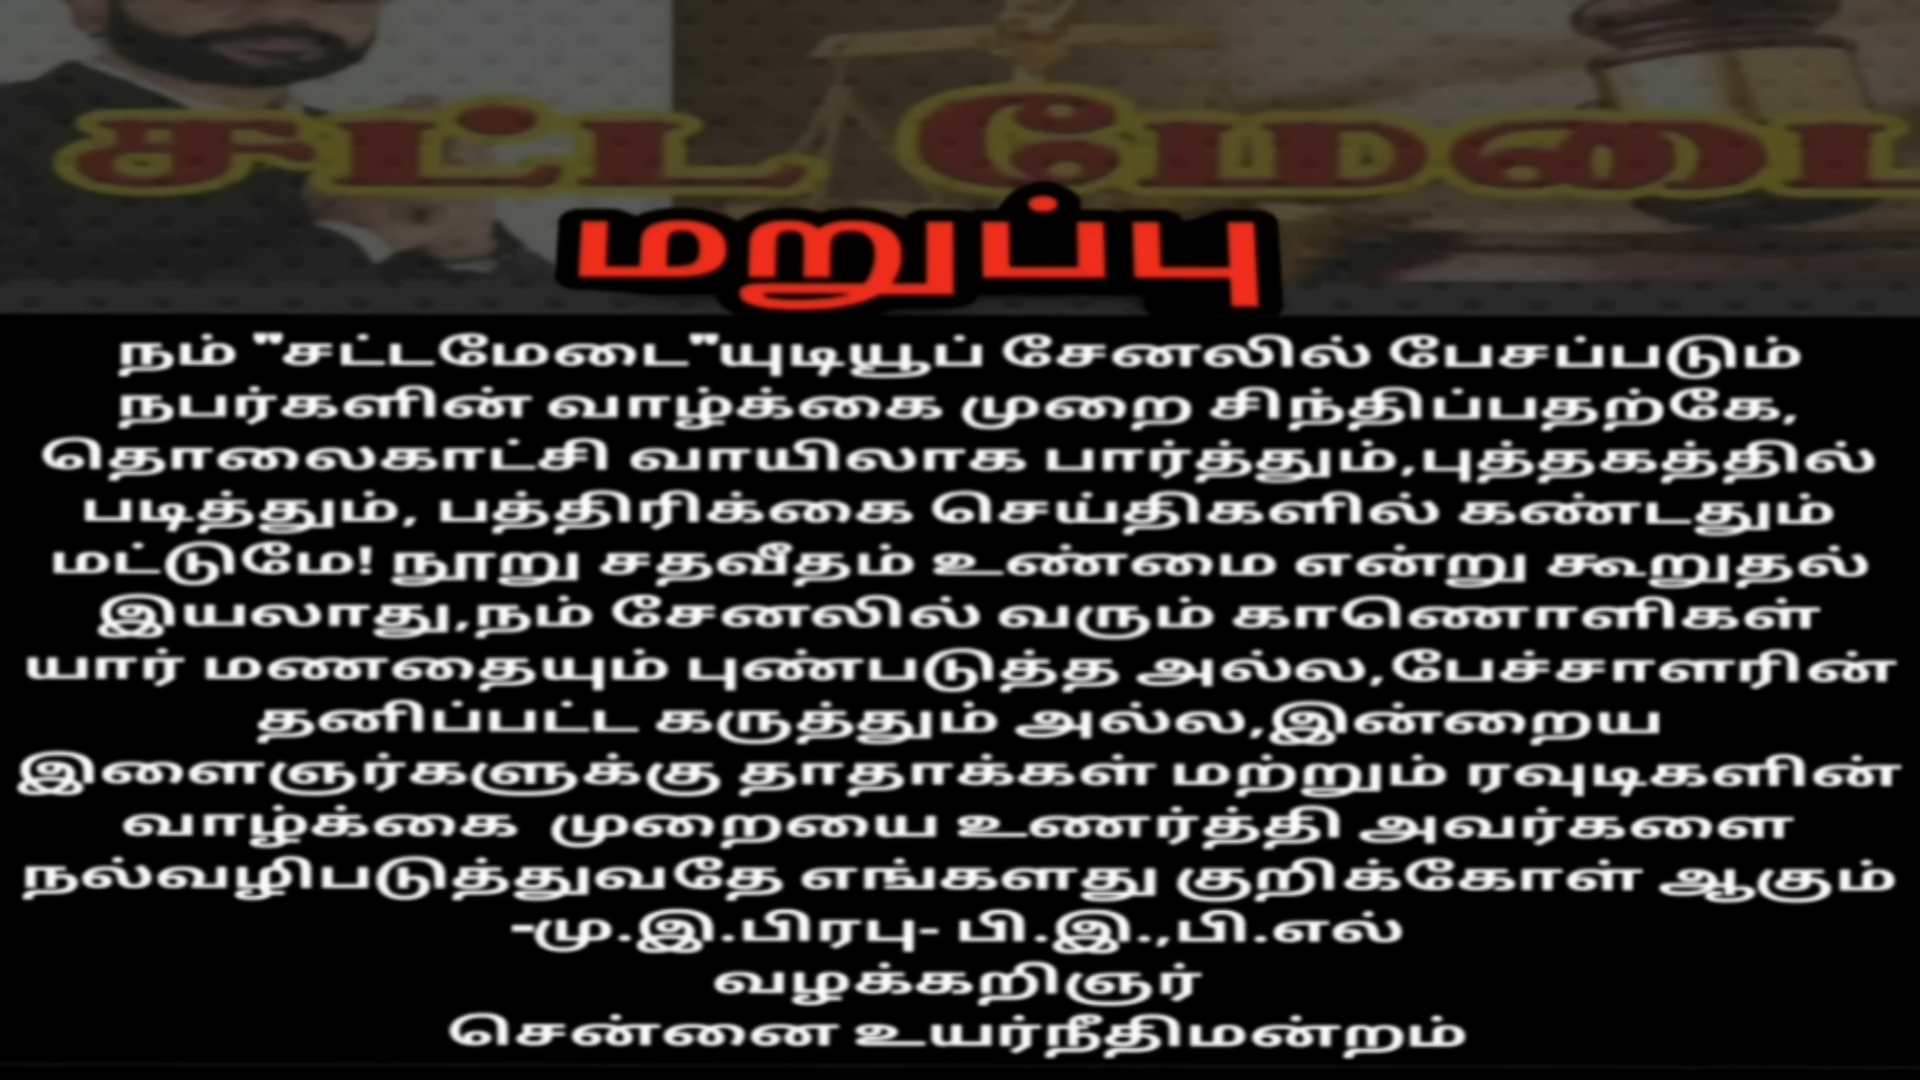 சட்ட மேடை
மறுப்பு
நம் "சட்டமேடை"யுடியூப் சேனலில் பேசப்படும்
நபர்களின் வாழ்க்கை முறை சிந்திப்பதற்கே,
தொலைகாட்சி வாயிலாக பார்த்தும்,புத்தகத்தில்
படித்தும், பத்திரிக்கை செய்திகளில் கண்டதும்
மட்டுமே! நூறு சதவீதம் உண்மை என்று கூறுதல்
இயலாது,நம் சேனலில் வரும் காணொளிகள்
யார் மணதையும் புண்படுத்த அல்ல,பேச்சாளரின்
தனிப்பட்ட கருத்தும் அல்ல,இன்றைய
இளைஞர்களுக்கு தாதாக்கள் மற்றும் ரவுடிகளின்
வாழ்க்கை முறையை உணர்த்தி அவர்களை
நல்வழிபடுத்துவதே எங்களது குறிக்கோள் ஆகும்
-மு.இ.பிரபு- பி.இ.,பி.எல்
வழக்கறிஞர்
சென்னை உயர்நீதிமன்றம்